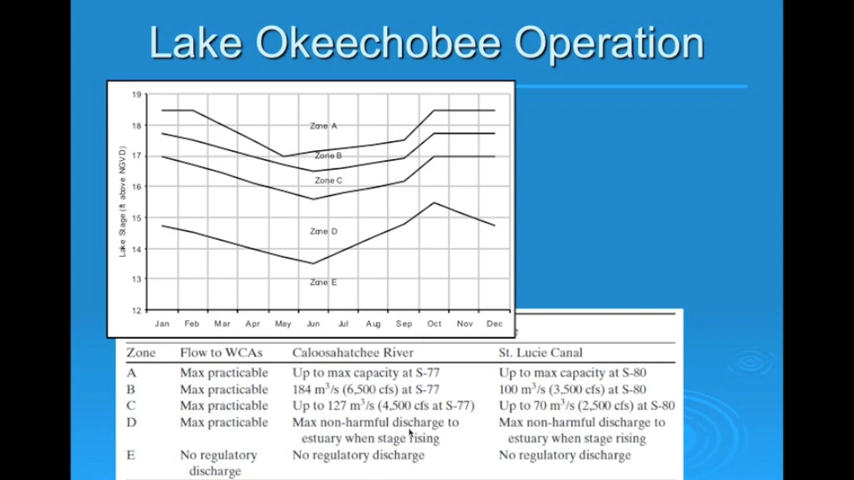 Lake Okeechobee Operation
19
18
17
16
15
14
13
12
Lake Stage (ft above NGVD)
Zone A
Zone B
Zone C
Zone D
Zone E
Jan Feb Mar Apr May Jun Jul Aug Sep Oct Nov Dec
Zone Flow to WCAs Caloosahatchee River St. Lucie Canal
A Max practicable Up to max capacity at S-77 Up to max capacity at S-80
B Max practicable 184 m³/s (6,500 cfs) at S-77 100 m³/s (3,500 cfs) at S-80
C Max practicable Up to 127 m³/s (4,500 cfs at S-77) Up to 70 m³/s (2,500 cfs) at S-80
D Max practicable Max non-harmful discharge to Max non-harmful discharge to
estuary when stage rising estuary when stage rising
E No regulatory No regulatory discharge No regulatory discharge
discharge